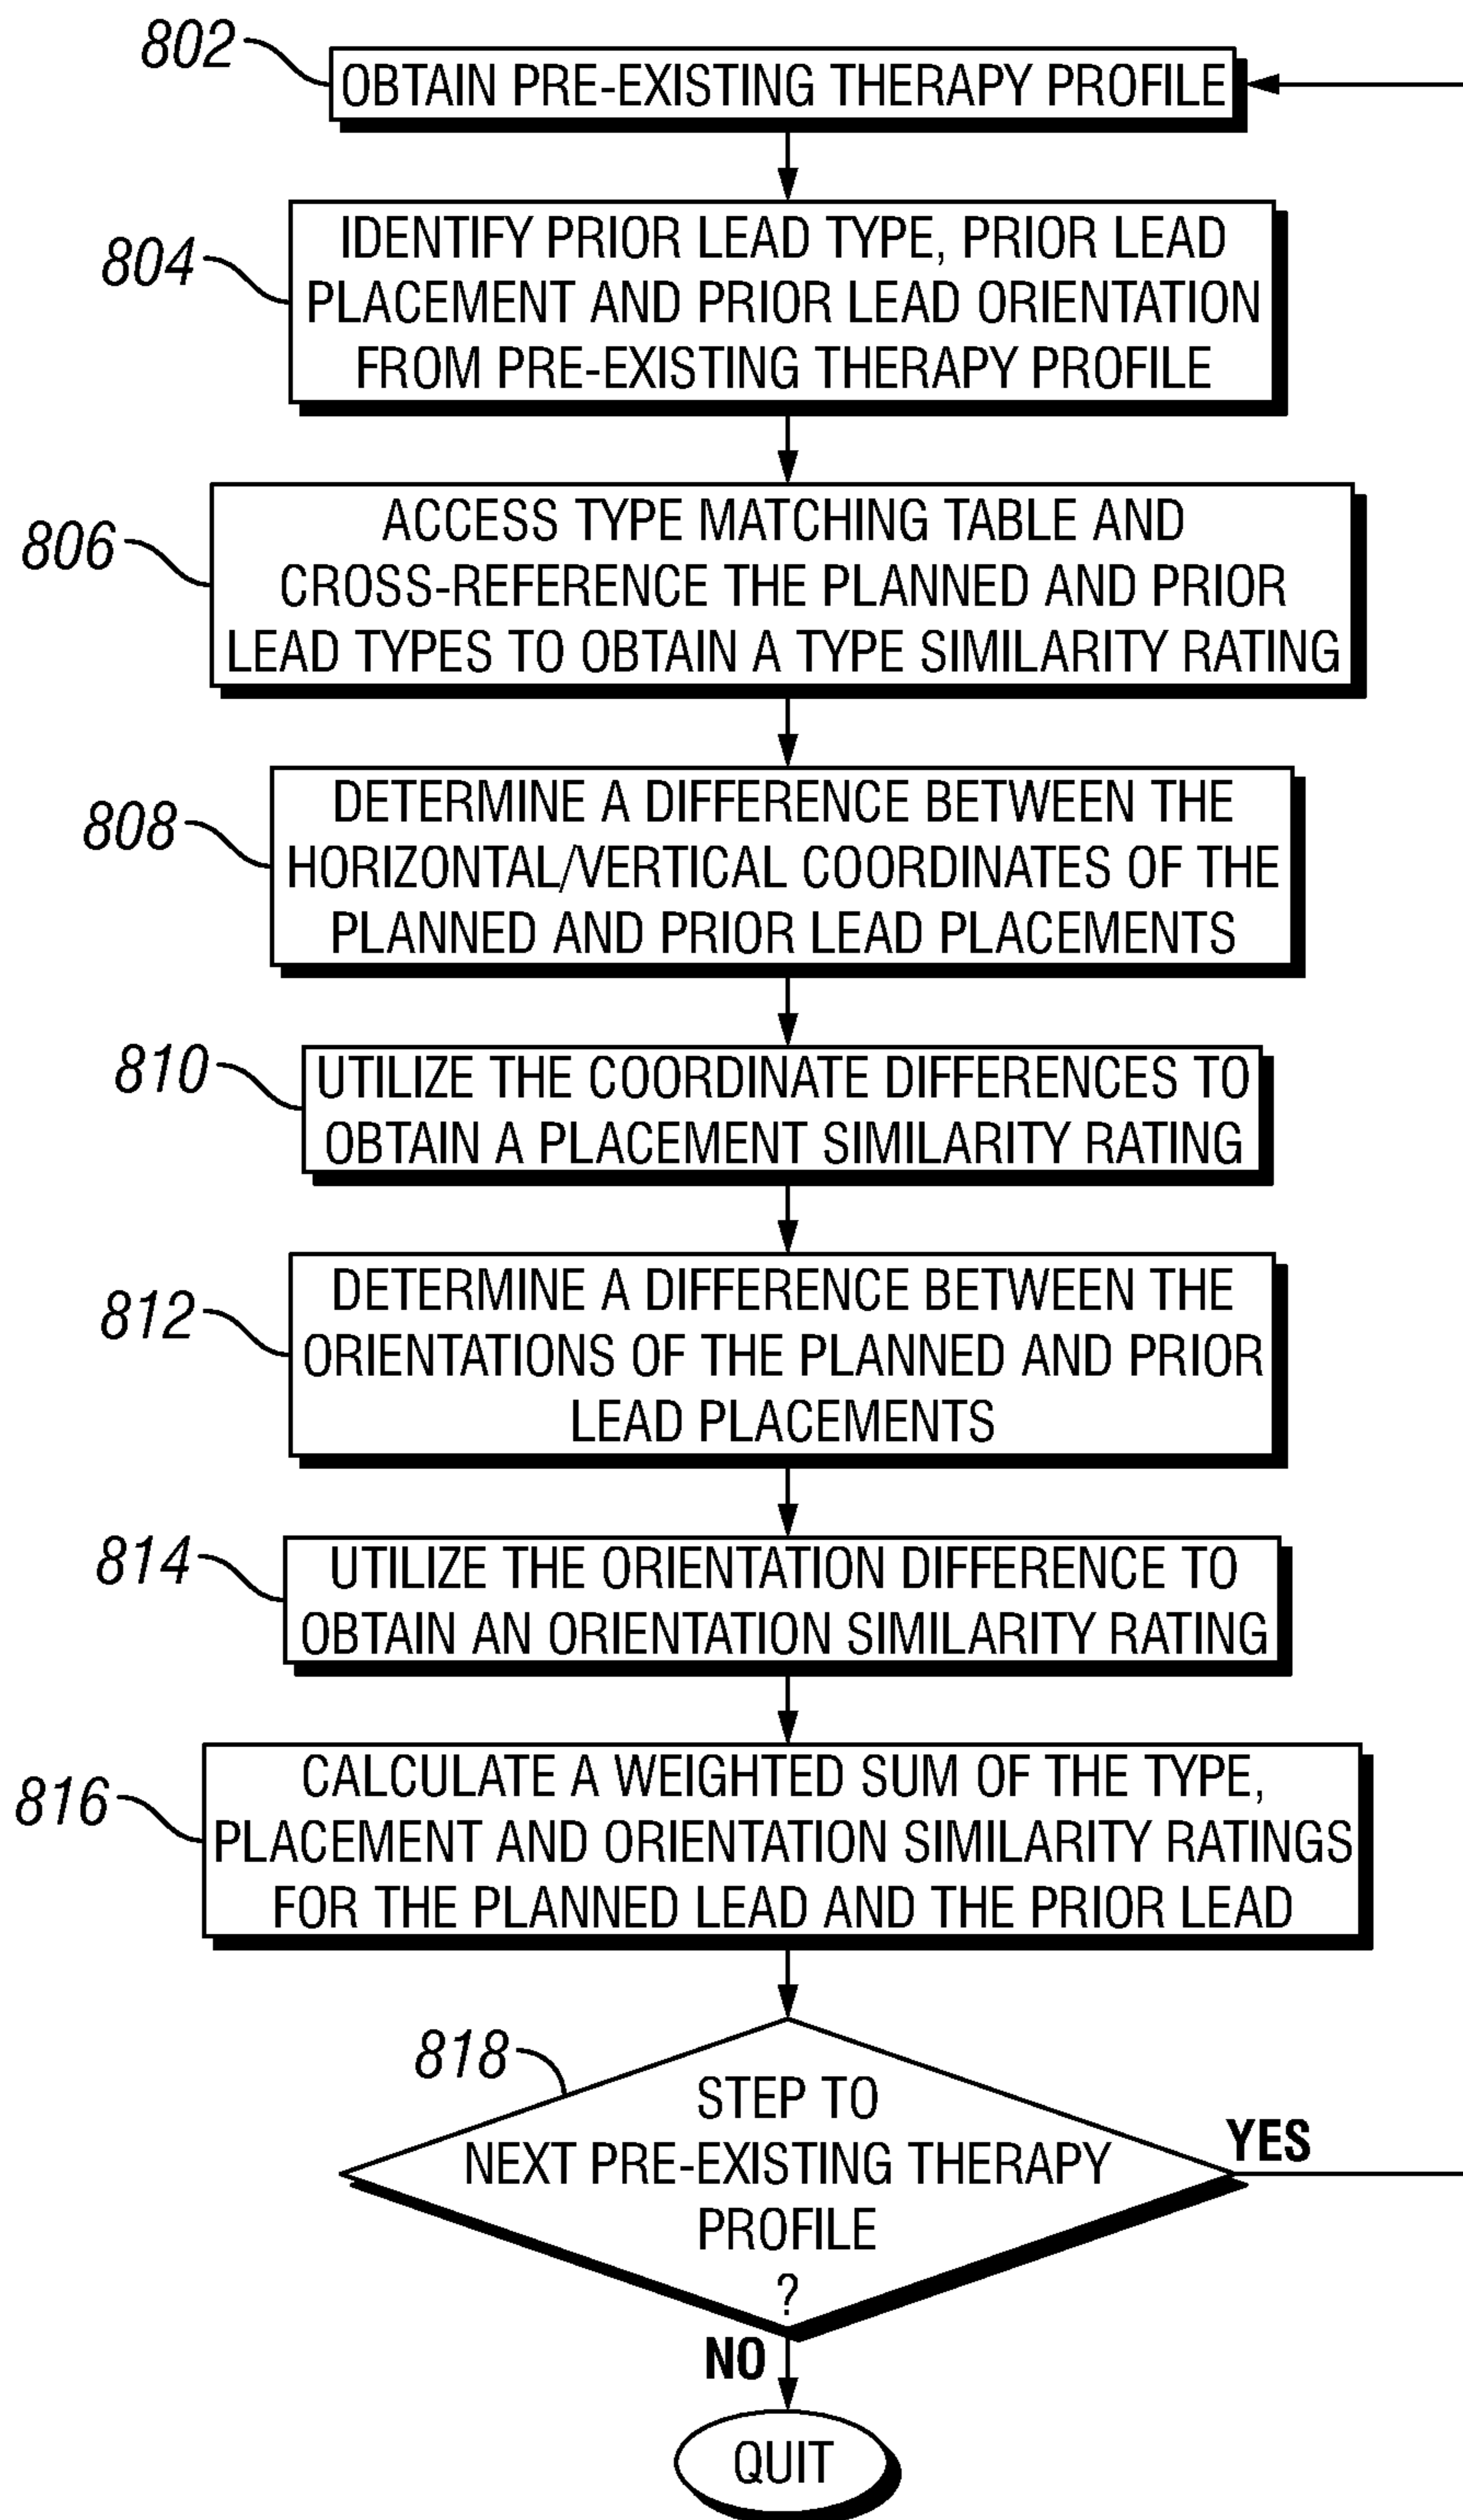 802
OBTAIN PRE-EXISTING THERAPY PROFILE
804
IDENTIFY PRIOR LEAD TYPE, PRIOR LEAD
PLACEMENT AND PRIOR LEAD ORIENTATION
FROM PRE-EXISTING THERAPY PROFILE
806
ACCESS TYPE MATCHING TABLE AND
CROSS-REFERENCE THE PLANNED AND PRIOR
LEAD TYPES TO OBTAIN A TYPE SIMILARITY RATING
808
DETERMINE A DIFFERENCE BETWEEN THE
HORIZONTAL/VERTICAL COORDINATES OF THE
PLANNED AND PRIOR LEAD PLACEMENTS
810
UTILIZE THE COORDINATE DIFFERENCES TO
OBTAIN A PLACEMENT SIMILARITY RATING
812
DETERMINE A DIFFERENCE BETWEEN THE
ORIENTATIONS OF THE PLANNED AND PRIOR
LEAD PLACEMENTS
814
UTILIZE THE ORIENTATION DIFFERENCE TO
OBTAIN AN ORIENTATION SIMILARITY RATING
816
CALCULATE A WEIGHTED SUM OF THE TYPE,
PLACEMENT AND ORIENTATION SIMILARITY RATINGS
FOR THE PLANNED LEAD AND THE PRIOR LEAD
818
STEP TO
NEXT PRE-EXISTING THERAPY
PROFILE
?
YES
NO
QUIT